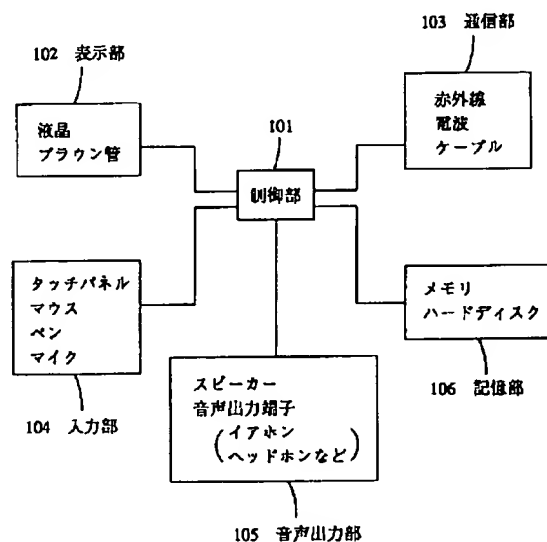 103 通信部
102 表示部
赤外線
電波
ケーブル
液晶
ブラウン管
101
制御部
タッチパネル
マウス
ペン
マイク
メモリ
ハードディスク
スピーカー
音声出力端子
(イアホン
ヘッドホンなど)
106 記憶部
104 入力部
105 音声出力部